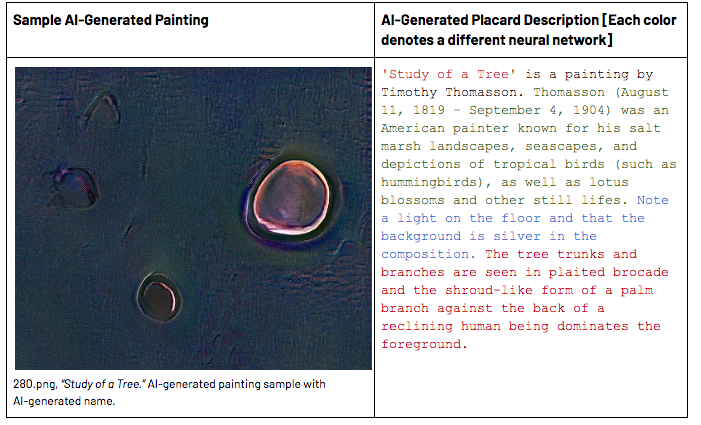 Sample AI-Generated Painting
AI-Generated Placard Description [Each color
denotes a different neural network]
280.png, "Study of a Tree." AI-generated painting sample with
AI-generated name.
'Study of a Tree' is a painting by
Timothy Thomasson. Thomasson (August
11, 1819 – September 4, 1904) was an
American painter known for his salt
marsh landscapes, seascapes, and
depictions of tropical birds (such as
hummingbirds), as well as lotus
blossoms and other still lifes. Note
a light on the floor and that the
background is silver in the
composition. The tree trunks and
branches are seen in plaited brocade
and the shroud-like form of a palm
branch against the back of a
reclining human being dominates the
foreground.